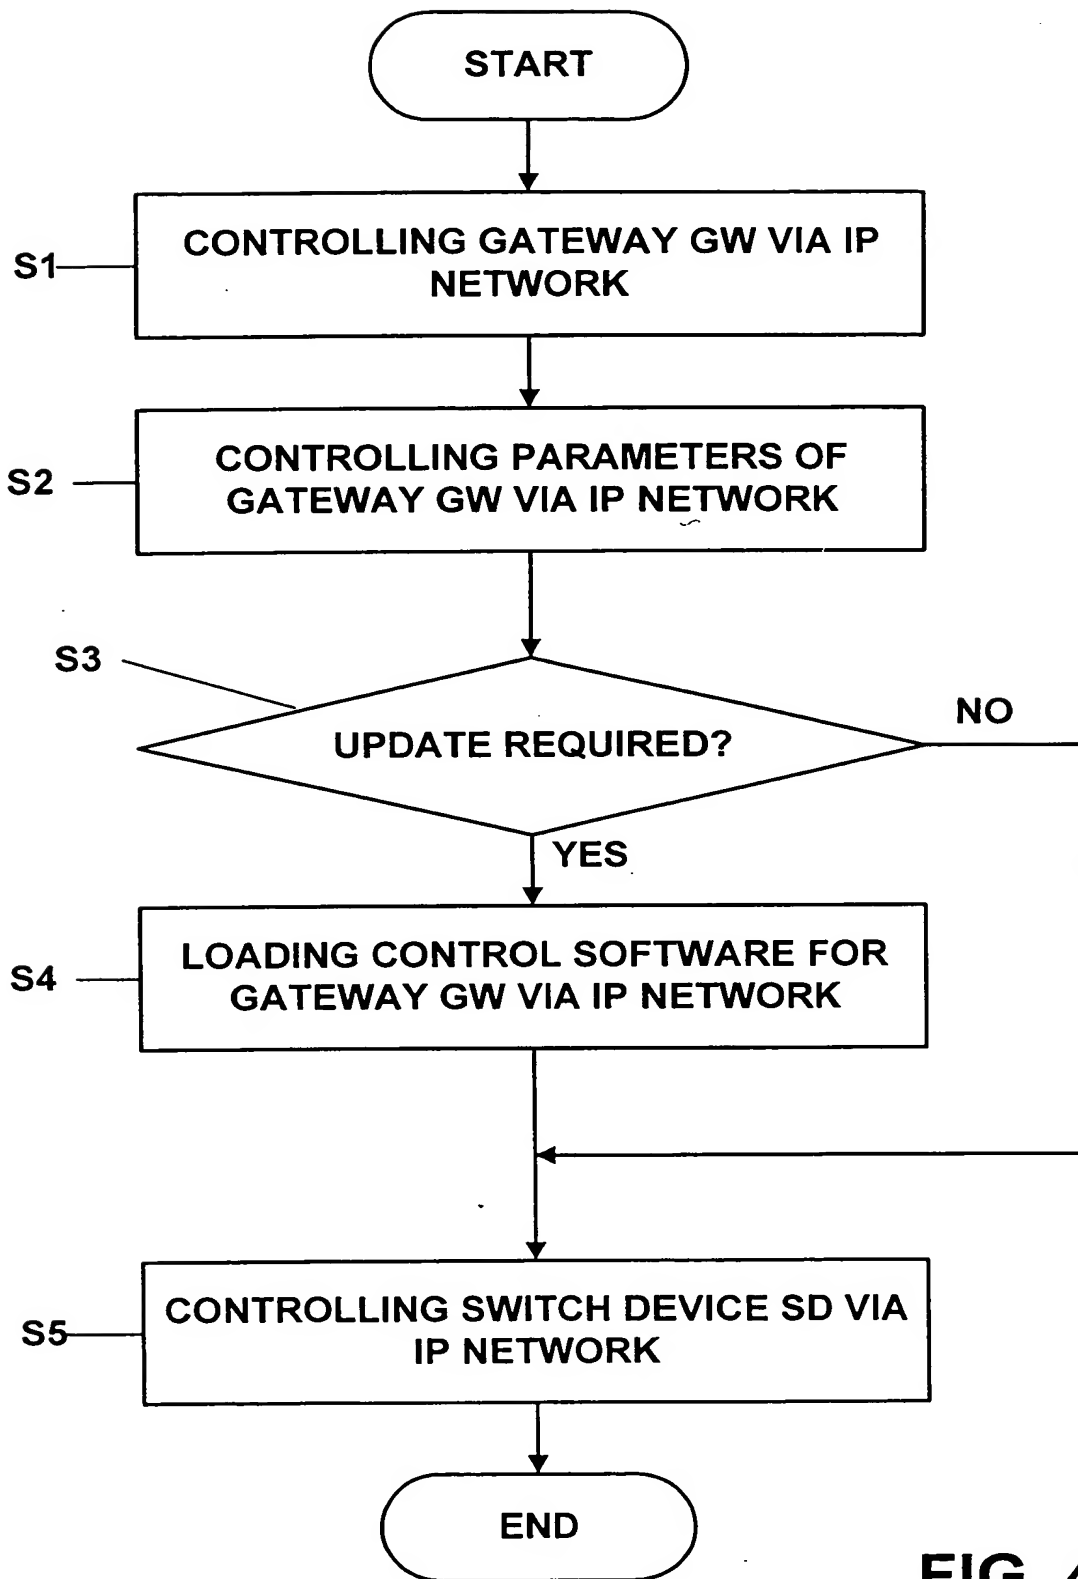 START
S1
CONTROLLING GATEWAY GW VIA IP
NETWORK
S2
CONTROLLING PARAMETERS OF
GATEWAY GW VIA IP NETWORK
S3
UPDATE REQUIRED?
NO
YES
S4
LOADING CONTROL SOFTWARE FOR
GATEWAY GW VIA IP NETWORK
S5
CONTROLLING SWITCH DEVICE SD VIA
IP NETWORK
END
FIG.